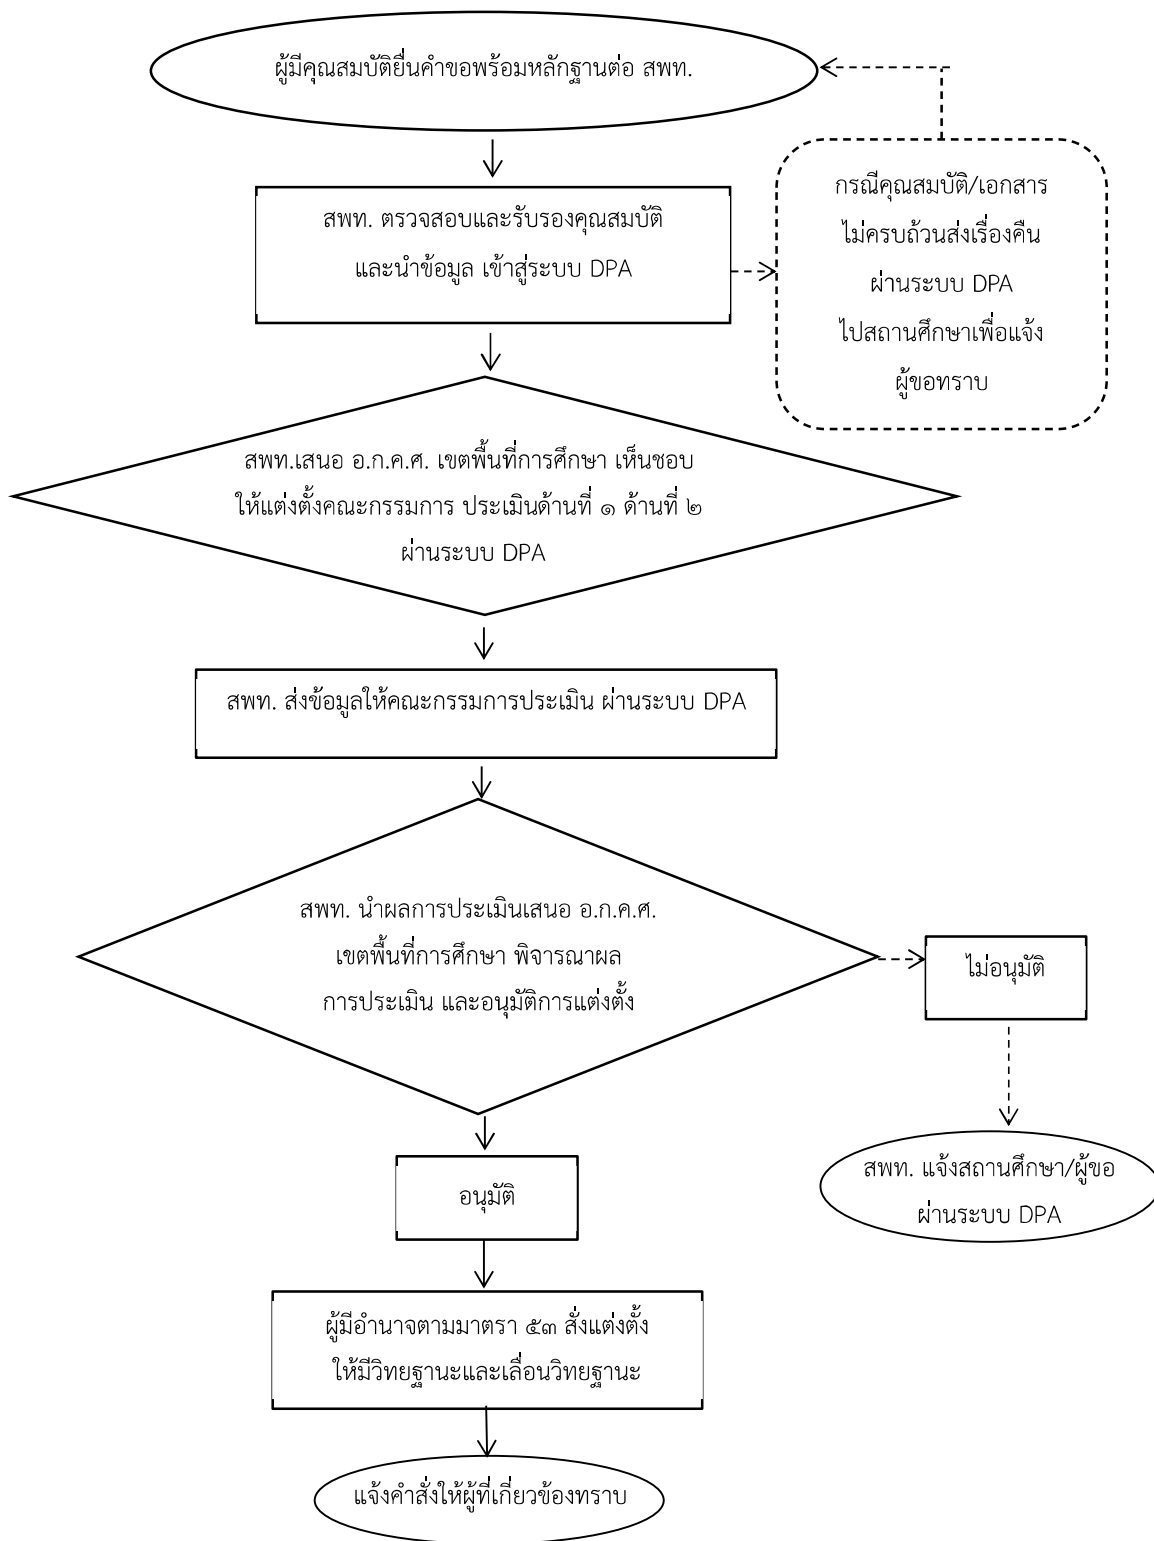 ผู้มีคุณสมบัติยื่นคำขอพร้อมหลักฐานต่อ สพท.
สพท. ตรวจสอบและรับรองคุณสมบัติ
และนำข้อมูล เข้าสู่ระบบ DPA
กรณีคุณสมบัติ/เอกสาร
ไม่ครบถ้วนส่งเรื่องคืน
ผ่านระบบ DPA
ไปสถานศึกษาเพื่อแจ้ง
ผู้ขอทราบ
สพท.เสนอ อ.ก.ค.ศ. เขตพื้นที่การศึกษา เห็นชอบ
ให้แต่งตั้งคณะกรรมการ ประเมินด้านที่ ๑ ด้านที่ ๒
ผ่านระบบ DPA
สพท. ส่งข้อมูลให้คณะกรรมการประเมิน ผ่านระบบ DPA
สพท. นำผลการประเมินเสนอ อ.ก.ค.ศ.
เขตพื้นที่การศึกษา พิจารณาผล
การประเมิน และอนุมัติการแต่งตั้ง
ไม่อนุมัติ
สพท. แจ้งสถานศึกษา/ผู้ขอ
ผ่านระบบ DPA
อนุมัติ
ผู้มีอำนาจตามมาตรา ๕๓ สั่งแต่งตั้ง
ให้มีวิทยฐานะและเลื่อนวิทยฐานะ
แจ้งคำสั่งให้ผู้ที่เกี่ยวข้องทราบ